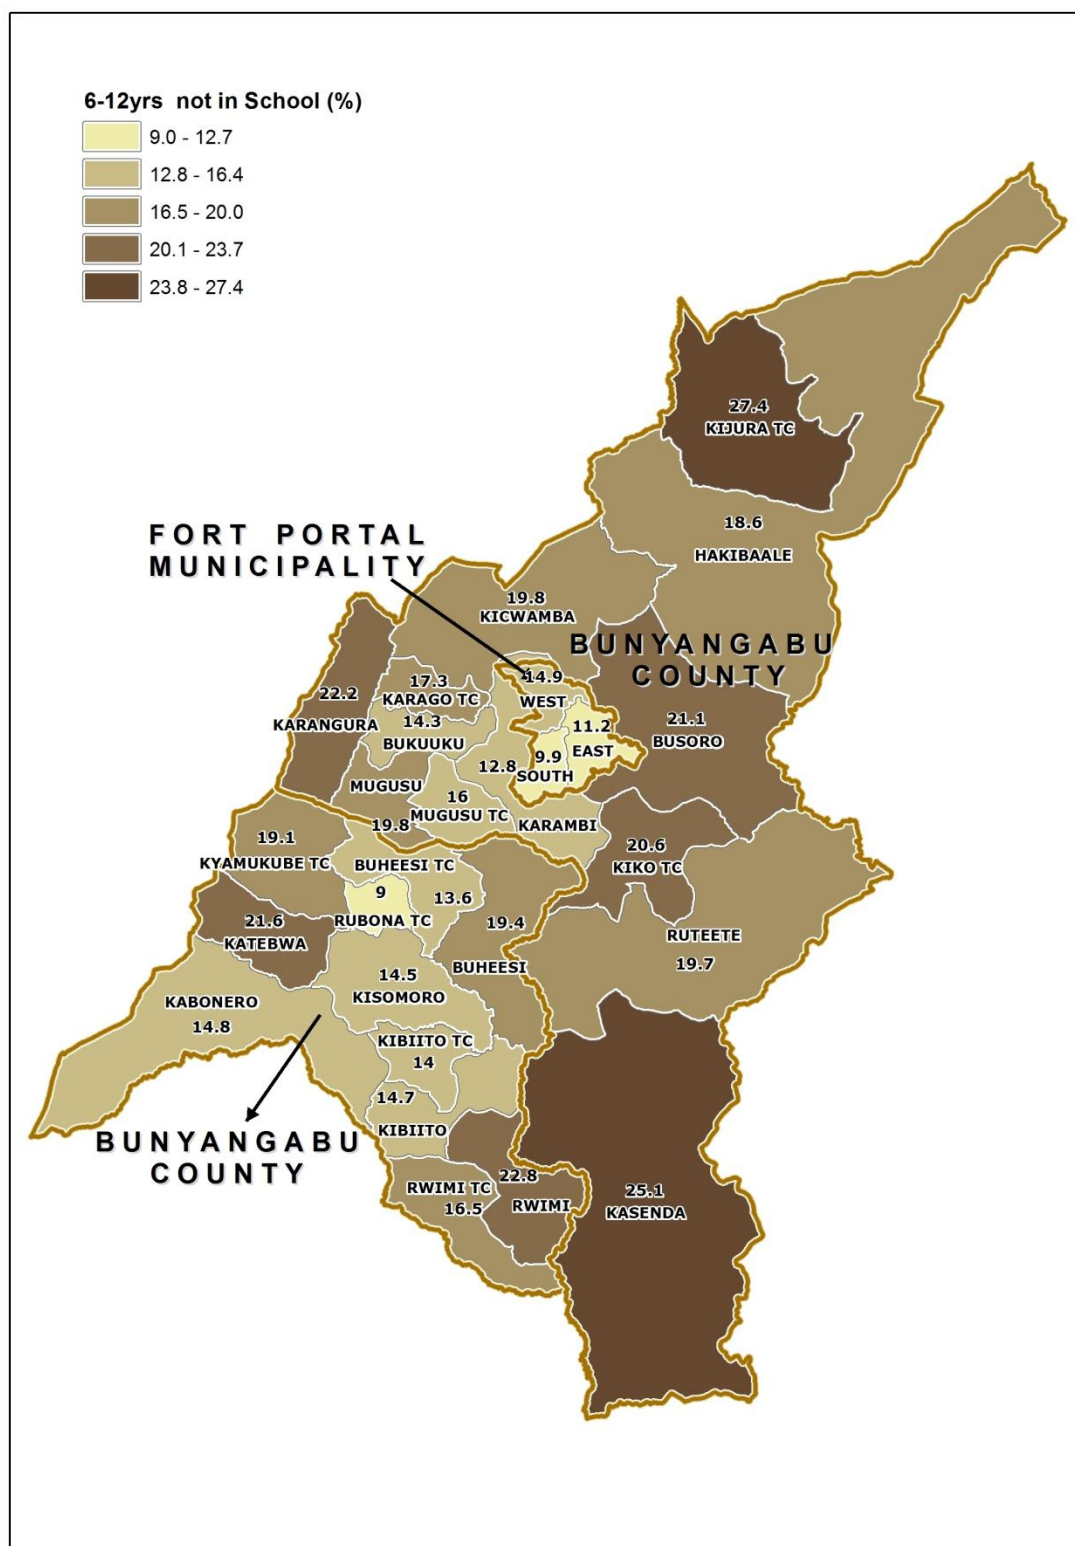 6-12yrs not in School (%)
9.0 - 12.7
12.8 - 16.4
16.5 - 20.0
20.1 - 23.7
23.8 - 27.4
27.4
KIJURA TC
18.6
HAKIBAALE
FORT PORTAL
MUNICIPALITY
19.8
KICWAMBA
BUNYANGABU
COUNTY
22.2
KARANGURA
17.3
KARAGO TC
14.9
WEST
14.3
BUKUUKU
11.2
EAST
21.1
BUSORO
12.8
9.9
SOUTH
MUGUSU
19.8
16
MUGUSU TC
KARAMBI
19.1
KYAMUKUBE TC
BUHEESI TC
13.6
20.6
KIKO TC
9
RUBONA TC
21.6
KATEBWA
19.4
BUHEESI
RUTEETE
19.7
14.5
KISOMORO
KABONERO
14.8
KIBIITO TC
14
14.7
KIBIITO
BUNYANGABU
COUNTY
RWIMI TC
16.5
22.8
RWIMI
25.1
KASENDA